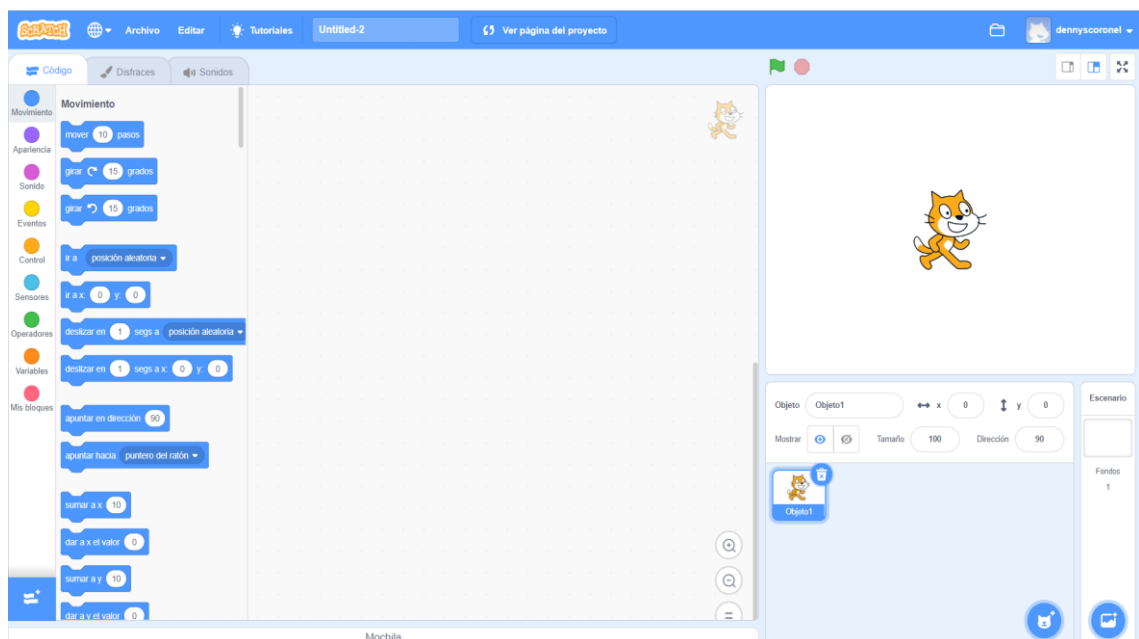 SCRATCH Archivo Editar Tutoriales Untitled-2 Ver página del proyecto dennyscoronel
Código Disfraces Sonidos
Movimiento
Apariencia
Sonido
Eventos
Control
Sensores
Operadores
Variables
Mis bloques
Movimiento
mover 10 pasos
girar 15 grados
girar 15 grados
ir a posición aleatoria
ir a x: 0 y: 0
deslizar en 1 segs a posición aleatoria
deslizar en 1 segs a x: 0 y: 0
apuntar en dirección 90
apuntar hacia puntero del ratón
sumar a x 10
dar a x el valor 0
sumar a y 10
dar a y el valor 0
Mochila
Objeto Objeto1 x 0 y 0
Mostrar Tamaño 100 Dirección 90
Objeto1
Escenario
Fondos
1